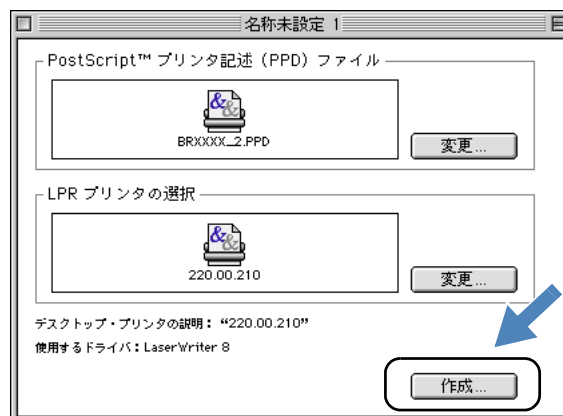 名称未設定 1
PostScript™ プリンタ記述（PPD）ファイル
BRXXXX_2.PPD
変更...
LPR プリンタの選択
220.00.210
変更...
デスクトップ・プリンタの説明：“220.00.210”
使用するドライバ：LaserWriter 8
作成...